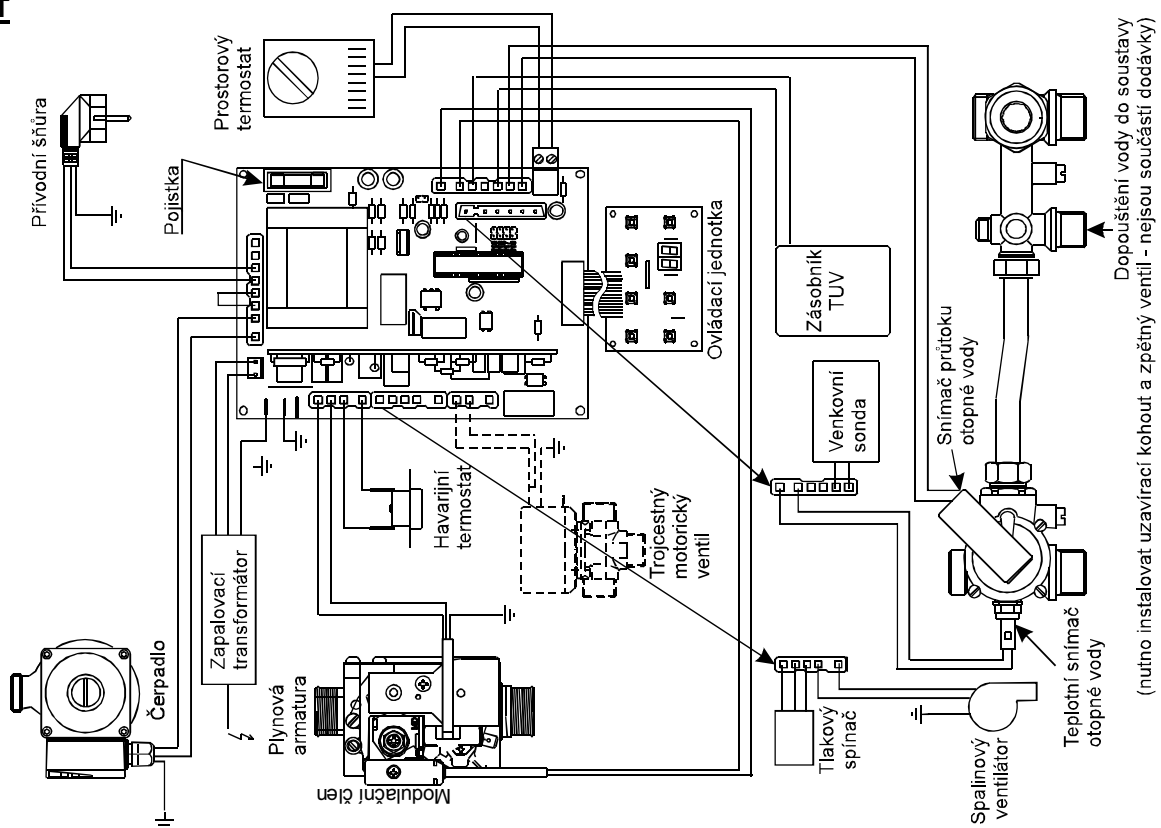 Přívodní šňůra
Pojistka
Prostorový
termostat
Čerpadlo
Zapalovací
transformátor
Plynová
armatura
Modulační člen
Havarijní
termostat
Trojcestný
motorický
ventil
Ovládací jednotka
Zásobník
TUV
Venkovní
sonda
Tlakový
spínač
Spalinový
ventilátor
Snímač průtoku
otopné vody
Teplotní snímač
otopné vody
Dopouštění vody do soustavy
(nutno instalovat uzavírací kohout a zpětný ventil - nejsou součástí dodávky)